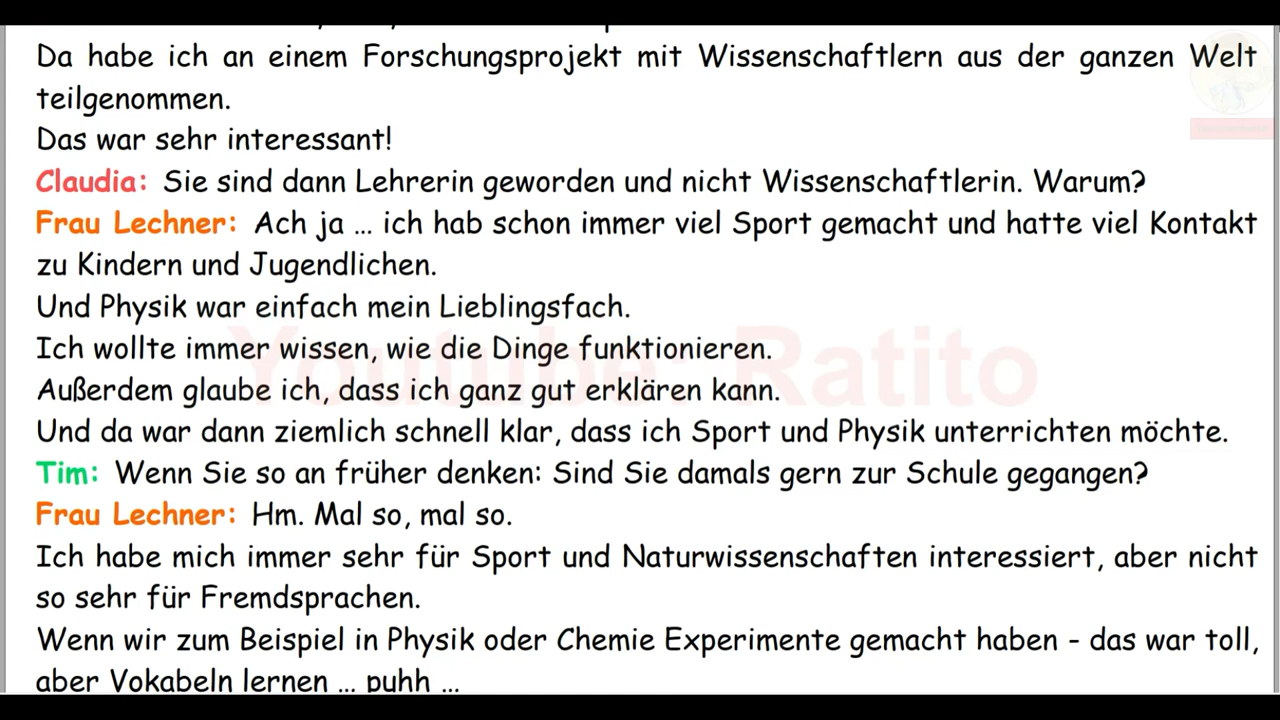 Da habe ich an einem Forschungsprojekt mit Wissenschaftlern aus der ganzen Welt
teilgenommen.
Das war sehr interessant!
Claudia: Sie sind dann Lehrerin geworden und nicht Wissenschaftlerin. Warum?
Frau Lechner: Ach ja ... ich hab schon immer viel Sport gemacht und hatte viel Kontakt
zu Kindern und Jugendlichen.
Und Physik war einfach mein Lieblingsfach.
Ich wollte immer wissen, wie die Dinge funktionieren.
Youtube: Ratito
Außerdem glaube ich, dass ich ganz gut erklären kann.
Und da war dann ziemlich schnell klar, dass ich Sport und Physik unterrichten möchte.
Tim: Wenn Sie so an früher denken: Sind Sie damals gern zur Schule gegangen?
Frau Lechner: Hm. Mal so, mal so.
Ich habe mich immer sehr für Sport und Naturwissenschaften interessiert, aber nicht
so sehr für Fremdsprachen.
Wenn wir zum Beispiel in Physik oder Chemie Experimente gemacht haben - das war toll,
aber Vokabeln lernen ... puhh ...